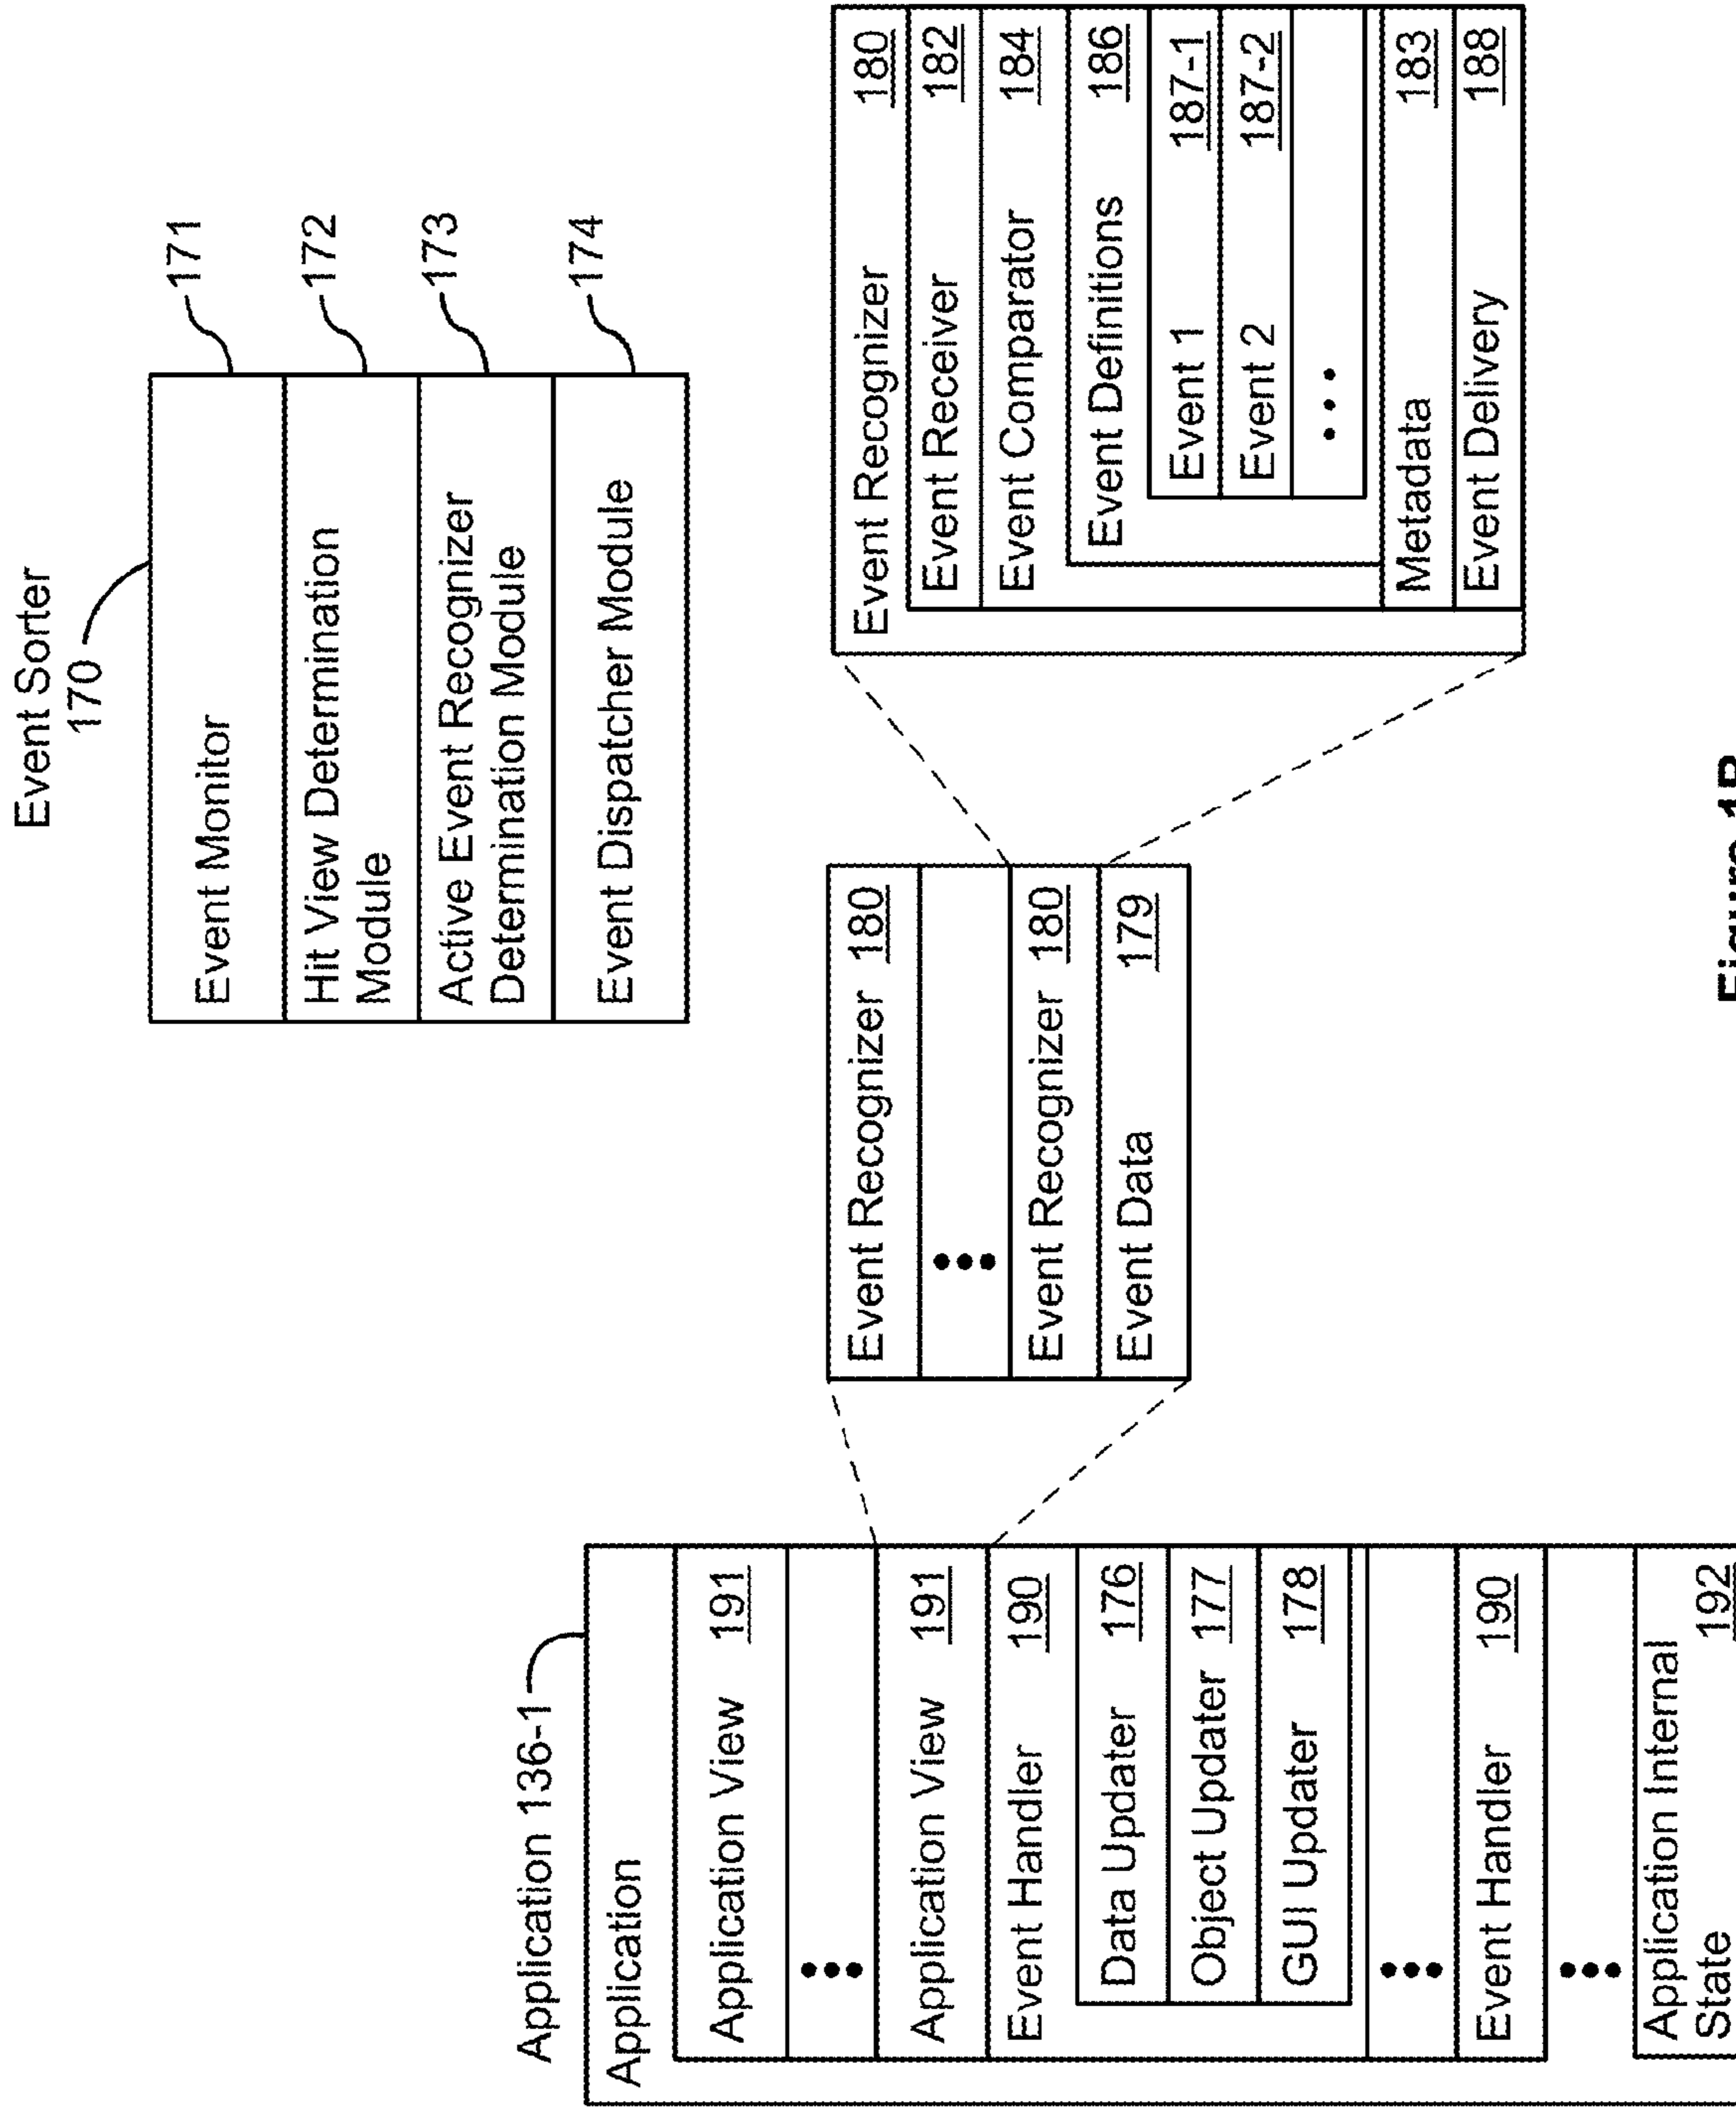 Event Sorter
170
Event Monitor
171
Hit View Determination
Module
172
Active Event Recognizer
Determination Module
173
Event Dispatcher Module
174
Application 136-1
Application
Application View 191
Application View 191
Event Handler 190
Data Updater 176
Object Updater 177
GUI Updater 178
Event Handler 190
Application Internal
State 192
Event Recognizer 180
Event Recognizer 180
Event Data 179
Event Recognizer 180
Event Receiver 182
Event Comparator 184
Event Definitions 186
Event 1 187-1
Event 2 187-2
Metadata 183
Event Delivery 188
Figure 1B